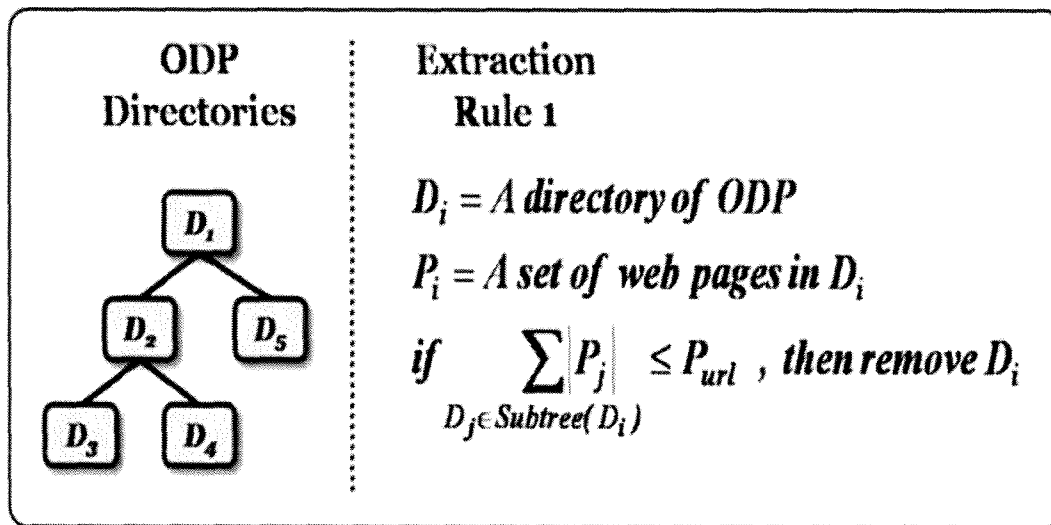 ODP
Directories
D₁
D₂
D₅
D₃
D₄
Extraction
Rule 1
Dᵢ = A directory of ODP
Pᵢ = A set of web pages in Dᵢ
if ∑|Pⱼ| ≤ P_url , then remove Dᵢ
Dⱼ∈Subtree(Dᵢ)